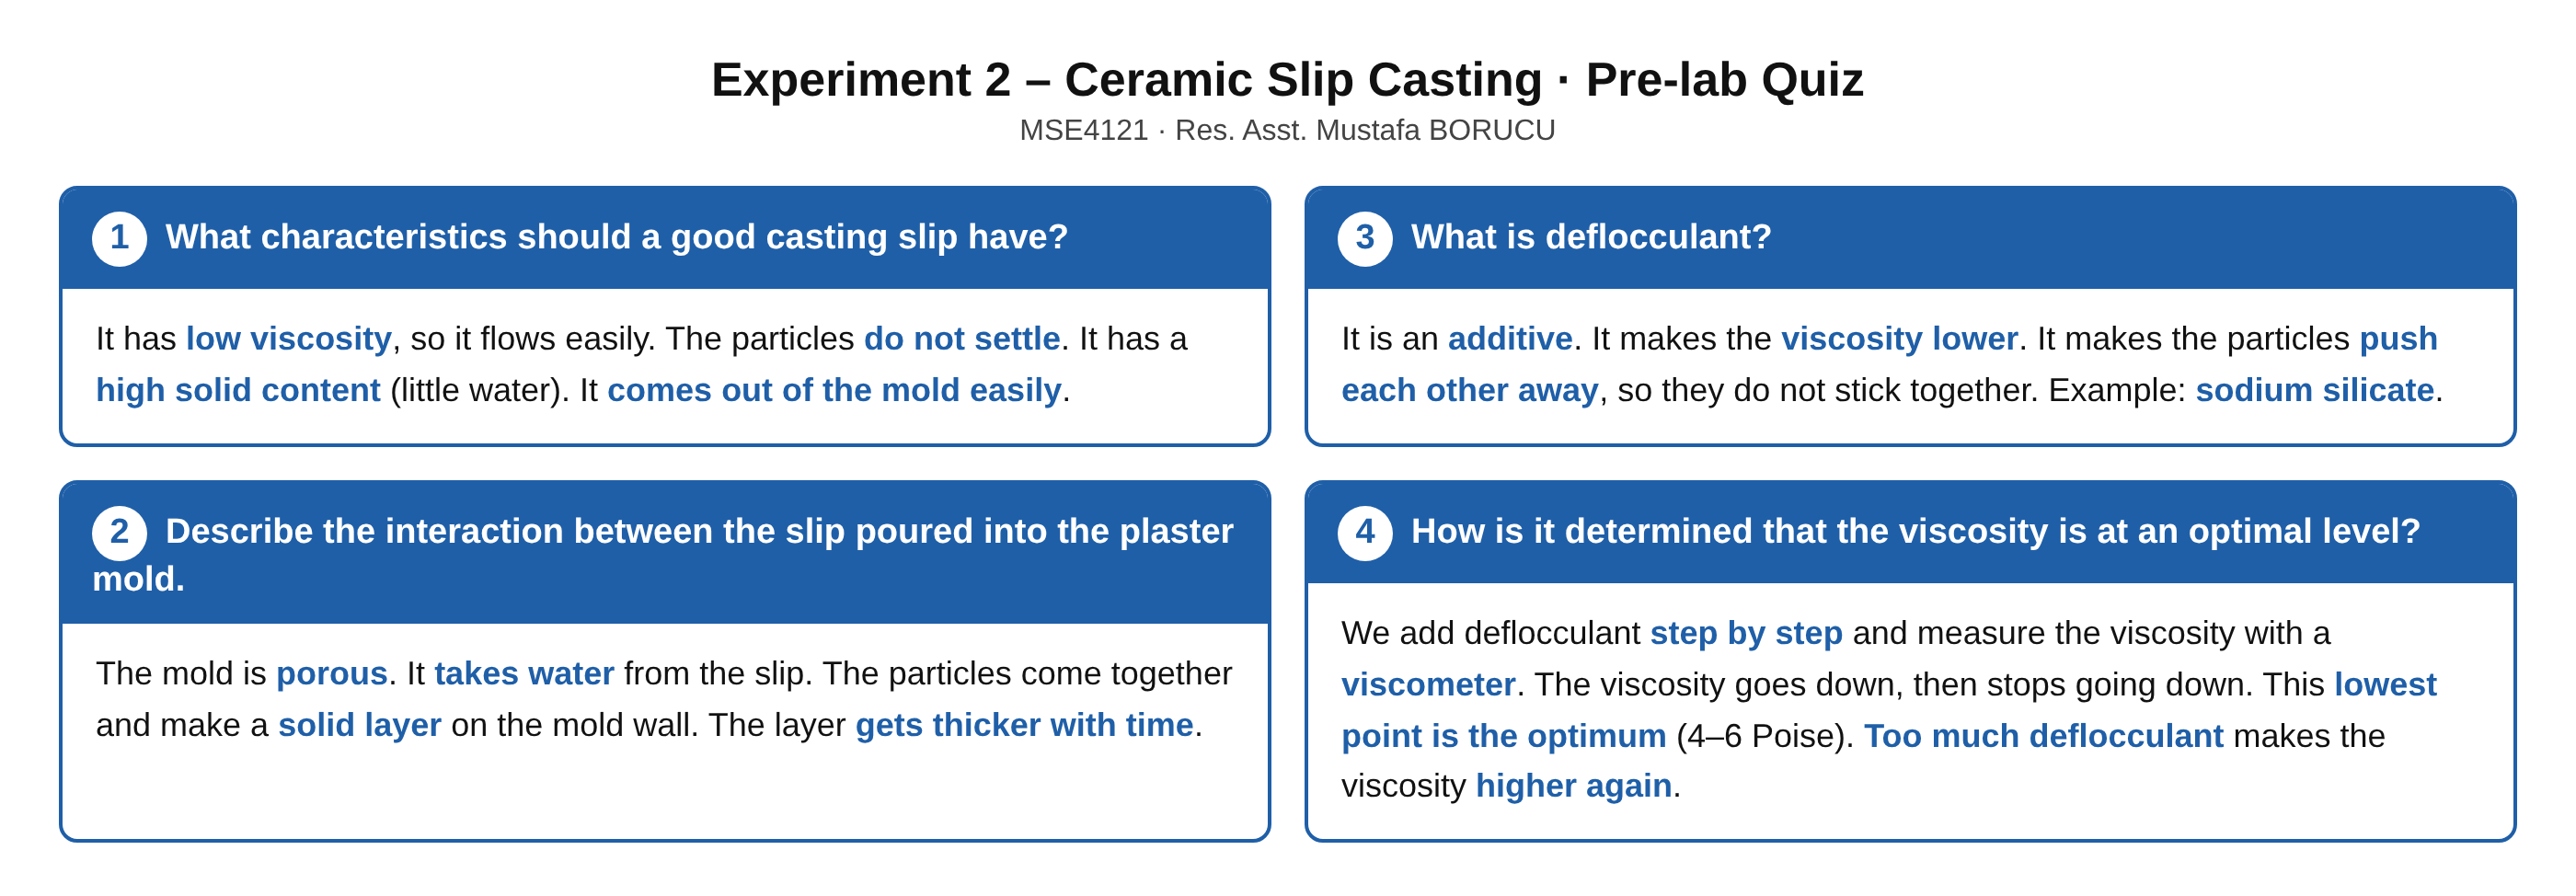 Experiment 2 – Ceramic Slip Casting · Pre-lab Quiz
MSE4121 · Res. Asst. Mustafa BORUCU
1 What characteristics should a good casting slip have?
It has low viscosity, so it flows easily. The particles do not settle. It has a
high solid content (little water). It comes out of the mold easily.
2 Describe the interaction between the slip poured into the plaster
mold.
The mold is porous. It takes water from the slip. The particles come together
and make a solid layer on the mold wall. The layer gets thicker with time.
3 What is deflocculant?
It is an additive. It makes the viscosity lower. It makes the particles push
each other away, so they do not stick together. Example: sodium silicate.
4 How is it determined that the viscosity is at an optimal level?
We add deflocculant step by step and measure the viscosity with a
viscometer. The viscosity goes down, then stops going down. This lowest
point is the optimum (4–6 Poise). Too much deflocculant makes the
viscosity higher again.